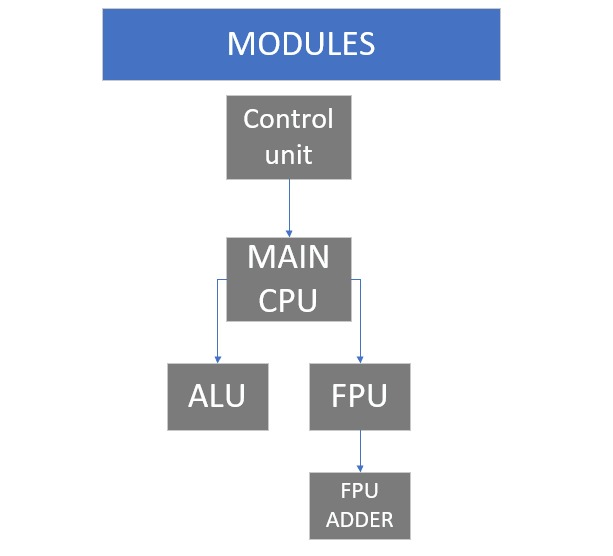 MODULES
Control
unit
MAIN
CPU
ALU
FPU
FPU
ADDER